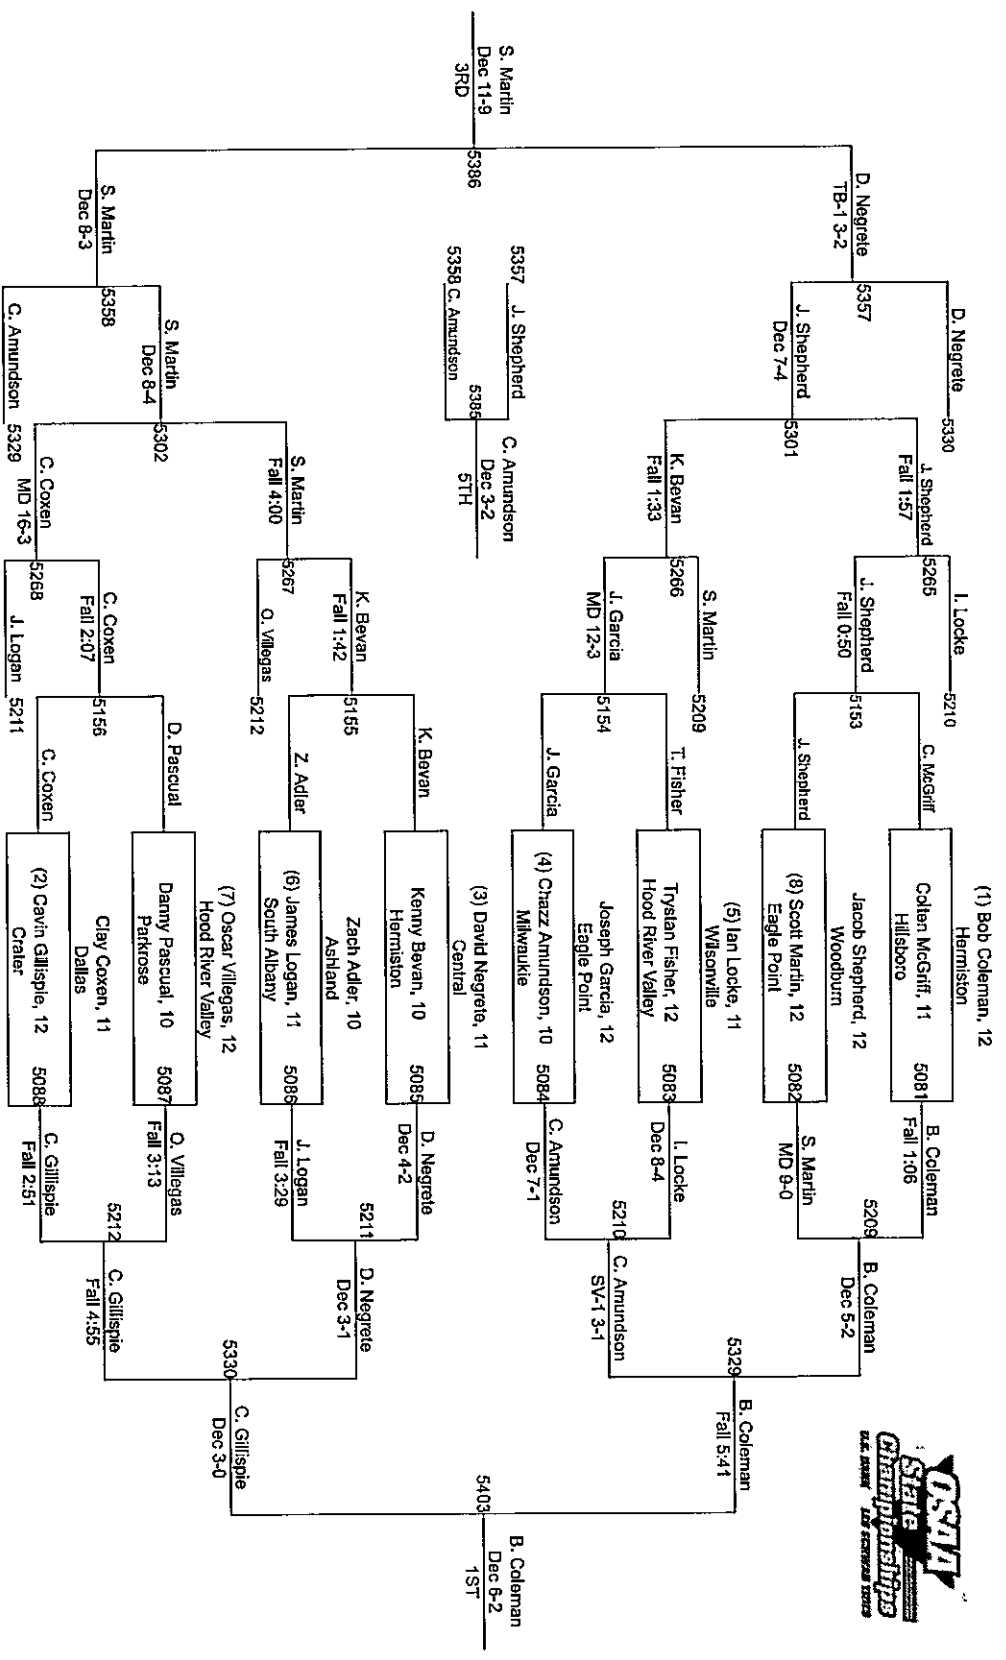 OSAA
State
Championships
U.S. BANK LES SCHWAB TIRES
B. Coleman
Dec 6-2
1ST
5403
B. Coleman
Fall 5:41
C. Gillispie
Dec 3-0
5329
5330
B. Coleman
Dec 5-2
C. Amundson
SV-1 3-1
D. Negrete
Dec 3-1
C. Gillispie
Fall 4:55
5209
5210
5211
5212
B. Coleman
Fall 1:06
S. Martin
MD 9-0
I. Locke
Dec 8-4
C. Amundson
Dec 7-1
D. Negrete
Dec 4-2
J. Logan
Fall 3:29
O. Villegas
Fall 3:13
C. Gillispie
Fall 2:51
(1) Bob Coleman, 12
Hermiston
5081
Colten McGriff, 11
Hillsboro
Jacob Shepherd, 12
Woodburn
5082
(8) Scott Martin, 12
Eagle Point
(5) Ian Locke, 11
Wilsonville
5083
Trystan Fisher, 12
Hood River Valley
Joseph Garcia, 12
Eagle Point
5084
(4) Chazz Amundson, 10
Milwaukie
(3) David Negrete, 11
Central
5085
Kenny Bevan, 10
Hermiston
Zach Adler, 10
Ashland
5086
(6) James Logan, 11
South Albany
(7) Oscar Villegas, 12
Hood River Valley
5087
Danny Pascual, 10
Parkrose
Clay Coxen, 11
Dallas
5088
(2) Cavin Gillispie, 12
Crater
C. McGriff
J. Shepherd
T. Fisher
J. Garcia
K. Bevan
Z. Adler
D. Pascual
C. Coxen
5210
5153
5209
5154
5155
5212
5156
5211
I. Locke
J. Shepherd
Fall 0:50
S. Martin
J. Garcia
MD 12-3
K. Bevan
Fall 1:42
O. Villegas
C. Coxen
Fall 2:07
J. Logan
5265
5266
5267
5268
J. Shepherd
Fall 1:57
K. Bevan
Fall 1:33
S. Martin
Fall 4:00
C. Coxen
MD 16-3
5330
5301
5302
5329
D. Negrete
J. Shepherd
Dec 7-4
S. Martin
Dec 8-4
C. Amundson
5357
5358
D. Negrete
TB-1 3-2
S. Martin
Dec 8-3
5357 J. Shepherd
5358 C. Amundson
5385
C. Amundson
Dec 3-2
5TH
5386
S. Martin
Dec 11-9
3RD